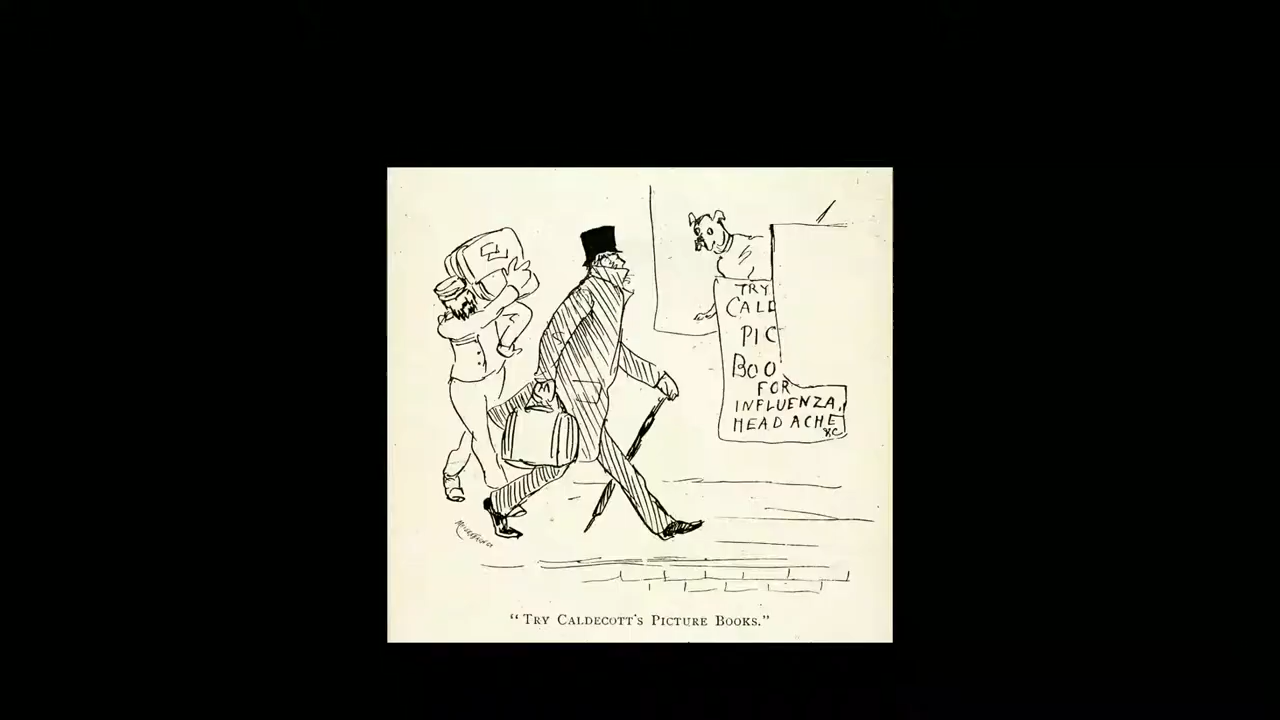 TRY
CALD
PIC
BOO
FOR
INFLUENZA,
HEADACHE
R.C
"TRY CALDECOTT'S PICTURE BOOKS."